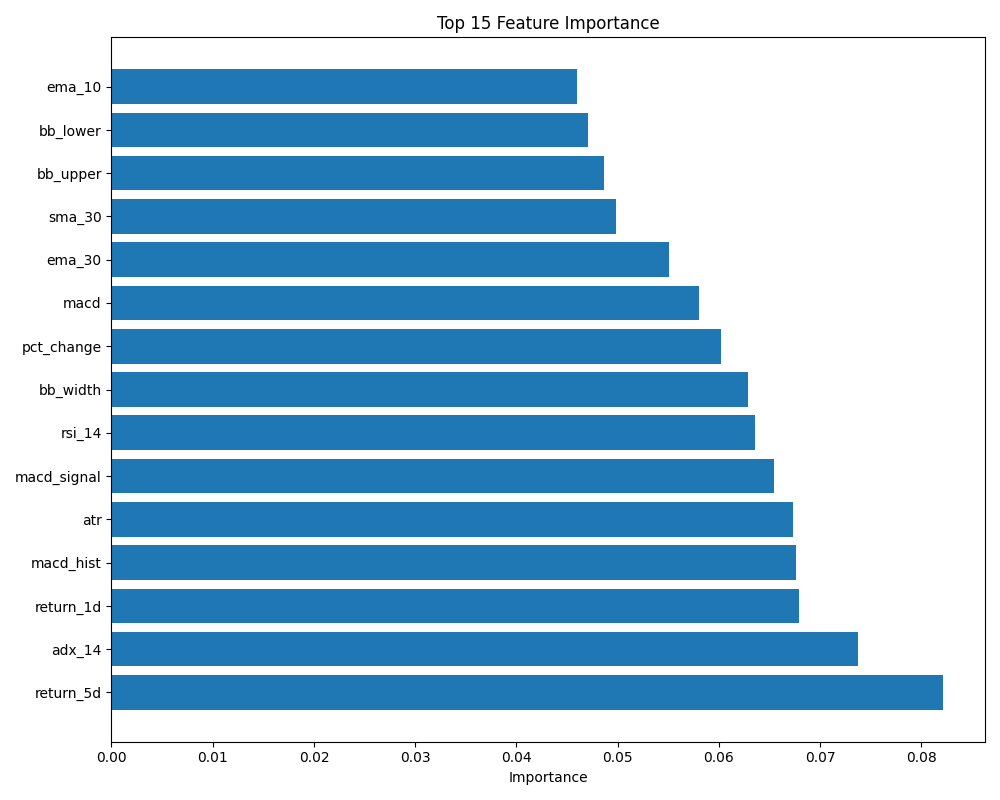 Top 15 Feature Importance
ema_10
bb_lower
bb_upper
sma_30
ema_30
macd
pct_change
bb_width
rsi_14
macd_signal
atr
macd_hist
return_1d
adx_14
return_5d
0.00 0.01 0.02 0.03 0.04 0.05 0.06 0.07 0.08
Importance